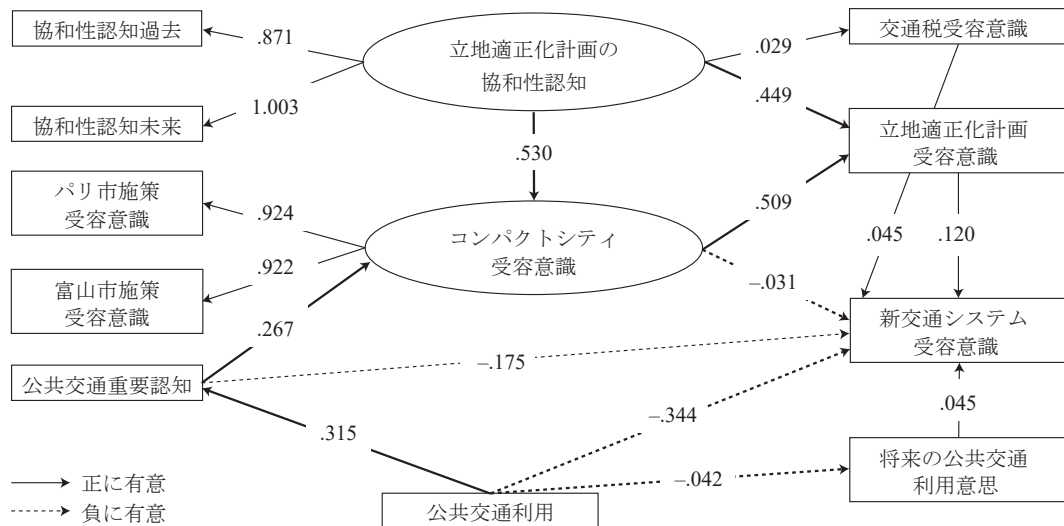 協和性認知過去
.871
立地適正化計画の
協和性認知
.029
交通税受容意識
1.003
.449
協和性認知未来
立地適正化計画
受容意識
.530
パリ市施策
受容意識
.924
.509
コンパクトシティ
受容意識
.045
.120
.922
富山市施策
受容意識
–.031
.267
新交通システム
受容意識
–.175
公共交通重要認知
.315
–.344
.045
–.042
将来の公共交通
利用意思
正に有意
負に有意
公共交通利用